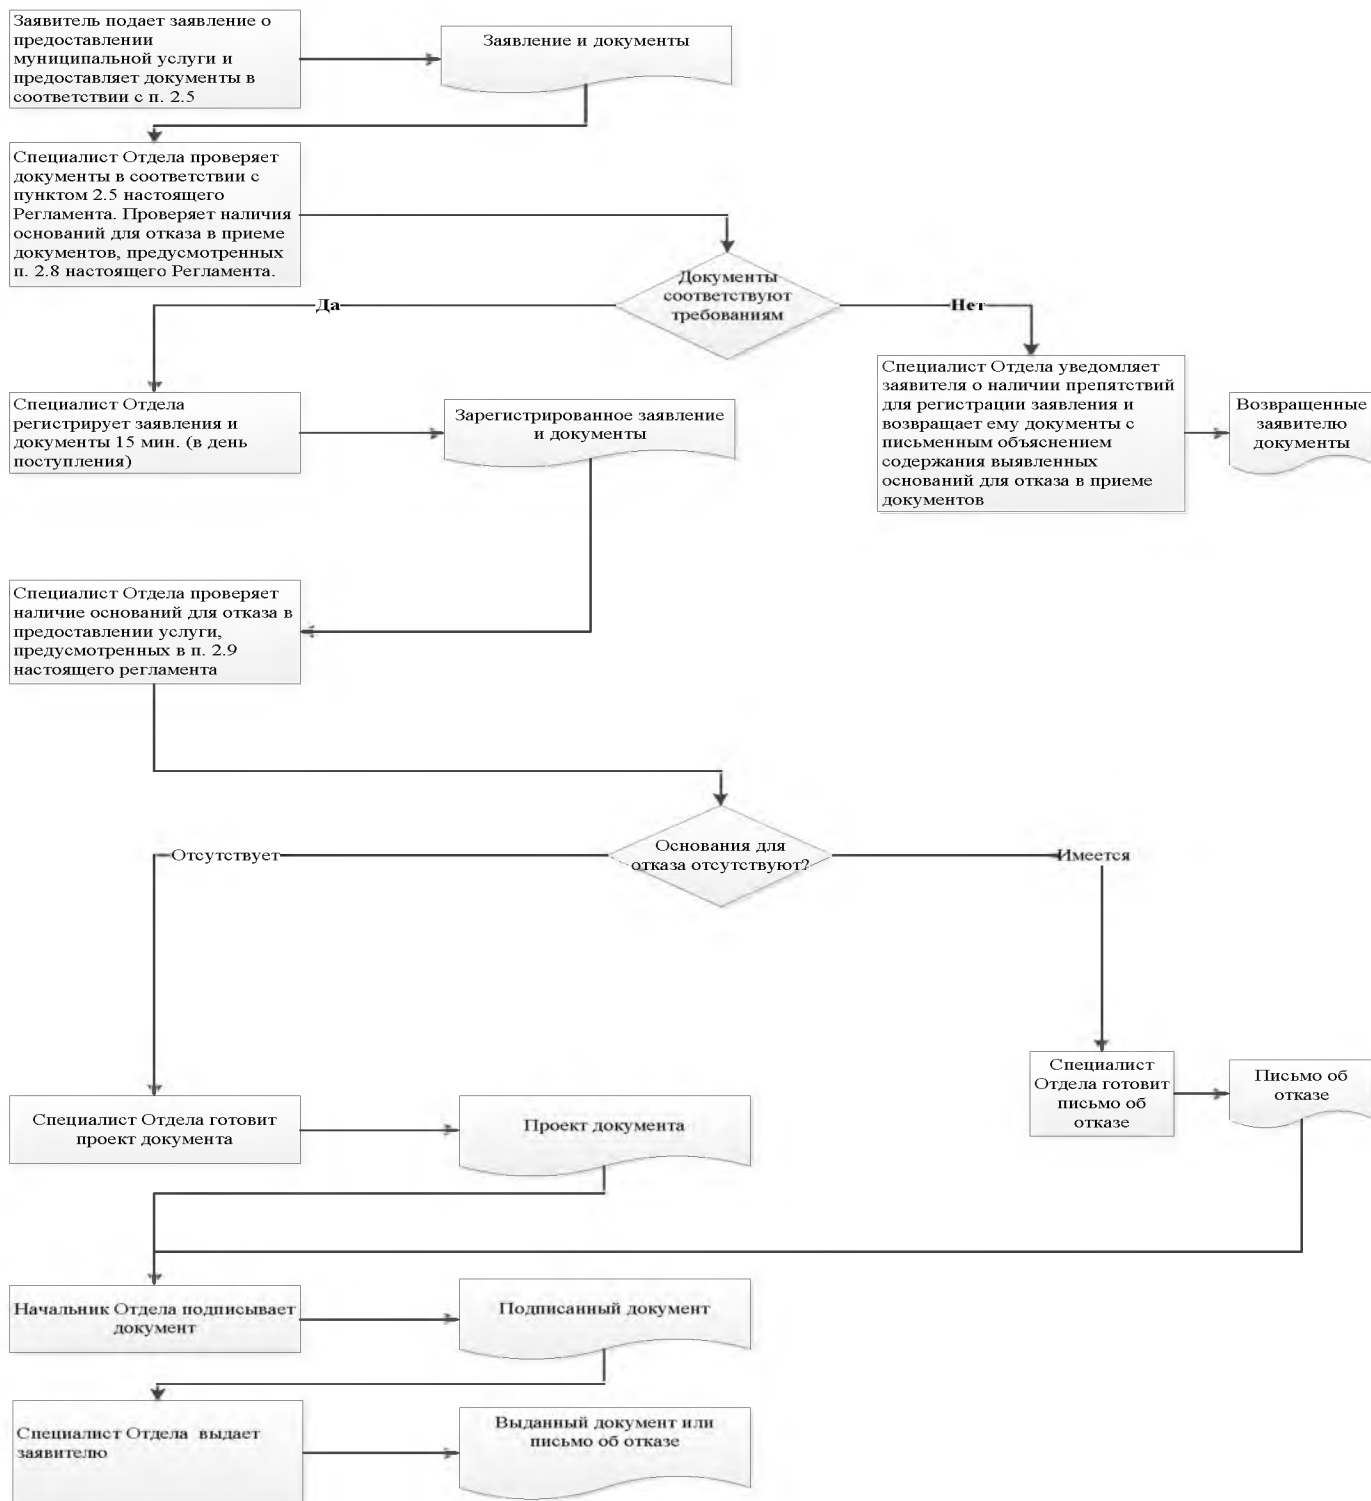 Заявитель подает заявление о
предоставлении
муниципальной услуги и
предоставляет документы в
соответствии с п. 2.5
Заявление и документы
Специалист Отдела проверяет
документы в соответствии с
пунктом 2.5 настоящего
Регламента. Проверяет наличия
оснований для отказа в приеме
документов, предусмотренных
п. 2.8 настоящего Регламента.
Документы
соответствуют
требованиям
Да
Нет
Специалист Отдела
регистрирует заявления и
документы 15 мин. (в день
поступления)
Зарегистрированное заявление
и документы
Специалист Отдела уведомляет
заявителя о наличии препятствий
для регистрации заявления и
возвращает ему документы с
письменным объяснением
содержания выявленных
оснований для отказа в приеме
документов
Возвращенные
заявителю
документы
Специалист Отдела проверяет
наличие оснований для отказа в
предоставлении услуги,
предусмотренных в п. 2.9
настоящего регламента
Основания для
отказа отсутствуют?
Отсутствует
Имеется
Специалист
Отдела готовит
письмо об
отказе
Письмо об
отказе
Специалист Отдела готовит
проект документа
Проект документа
Начальник Отдела подписывает
документ
Подписанный документ
Специалист Отдела выдает
заявителю
Выданный документ или
письмо об отказе